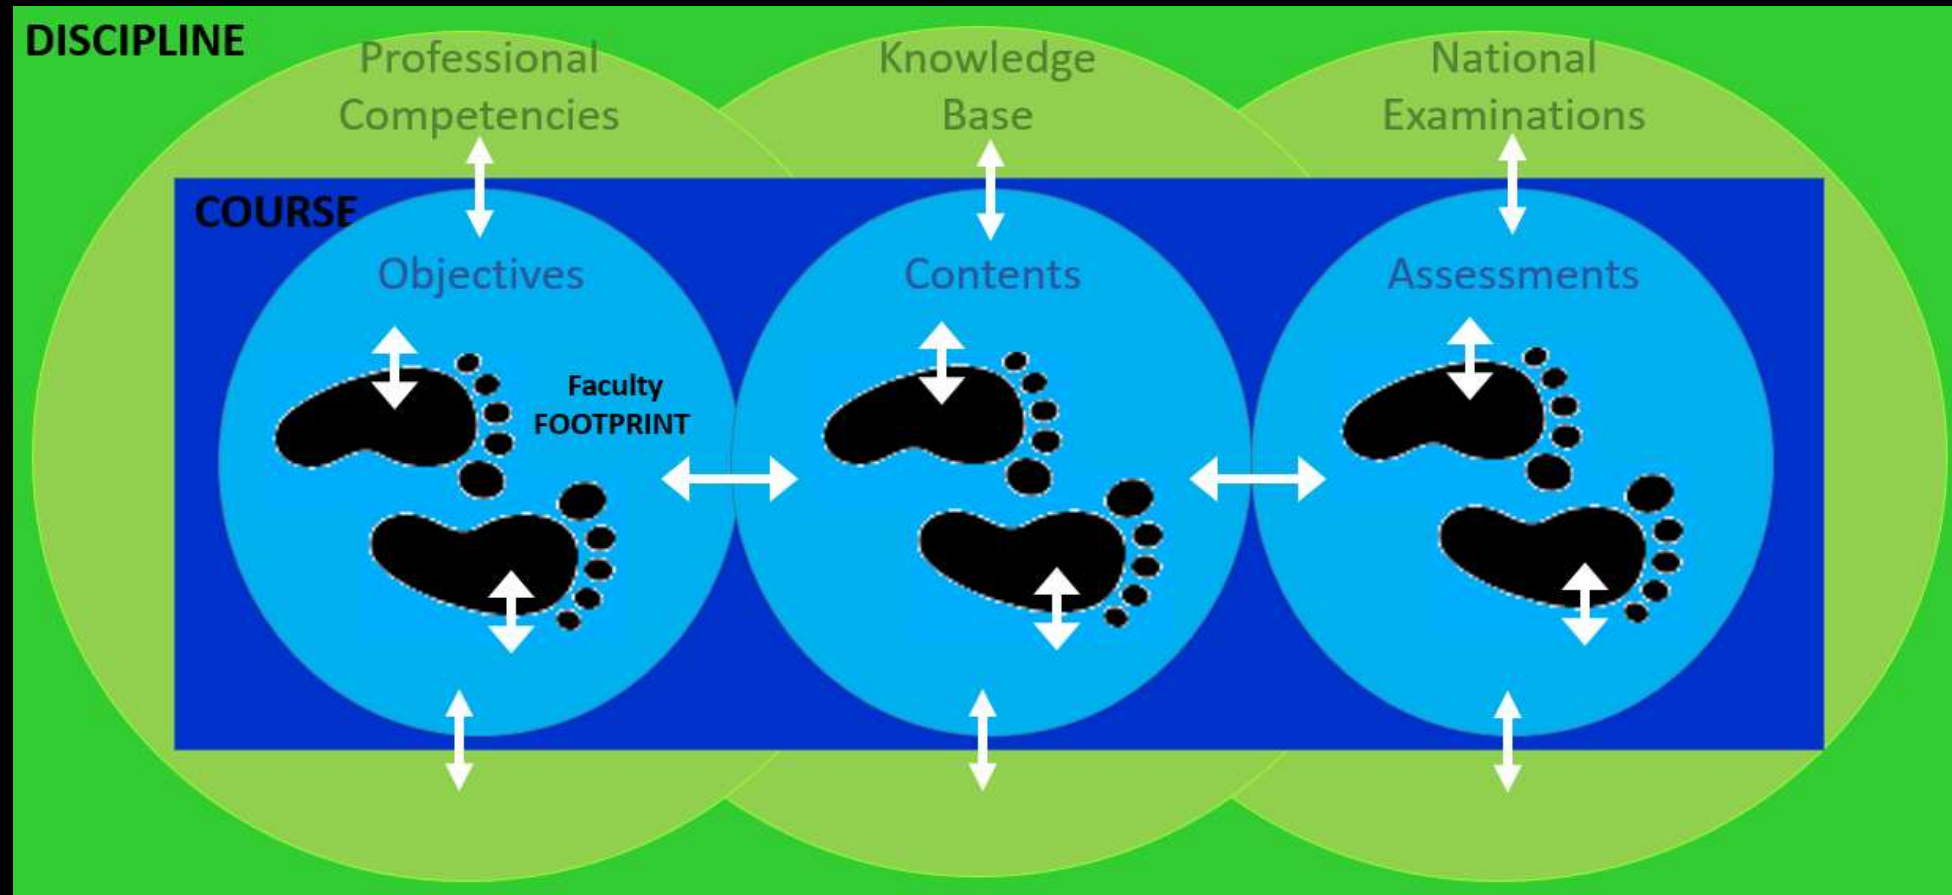 DISCIPLINE
Professional
Competencies
Knowledge
Base
National
Examinations
COURSE
Objectives
Contents
Assessments
Faculty
FOOTPRINT